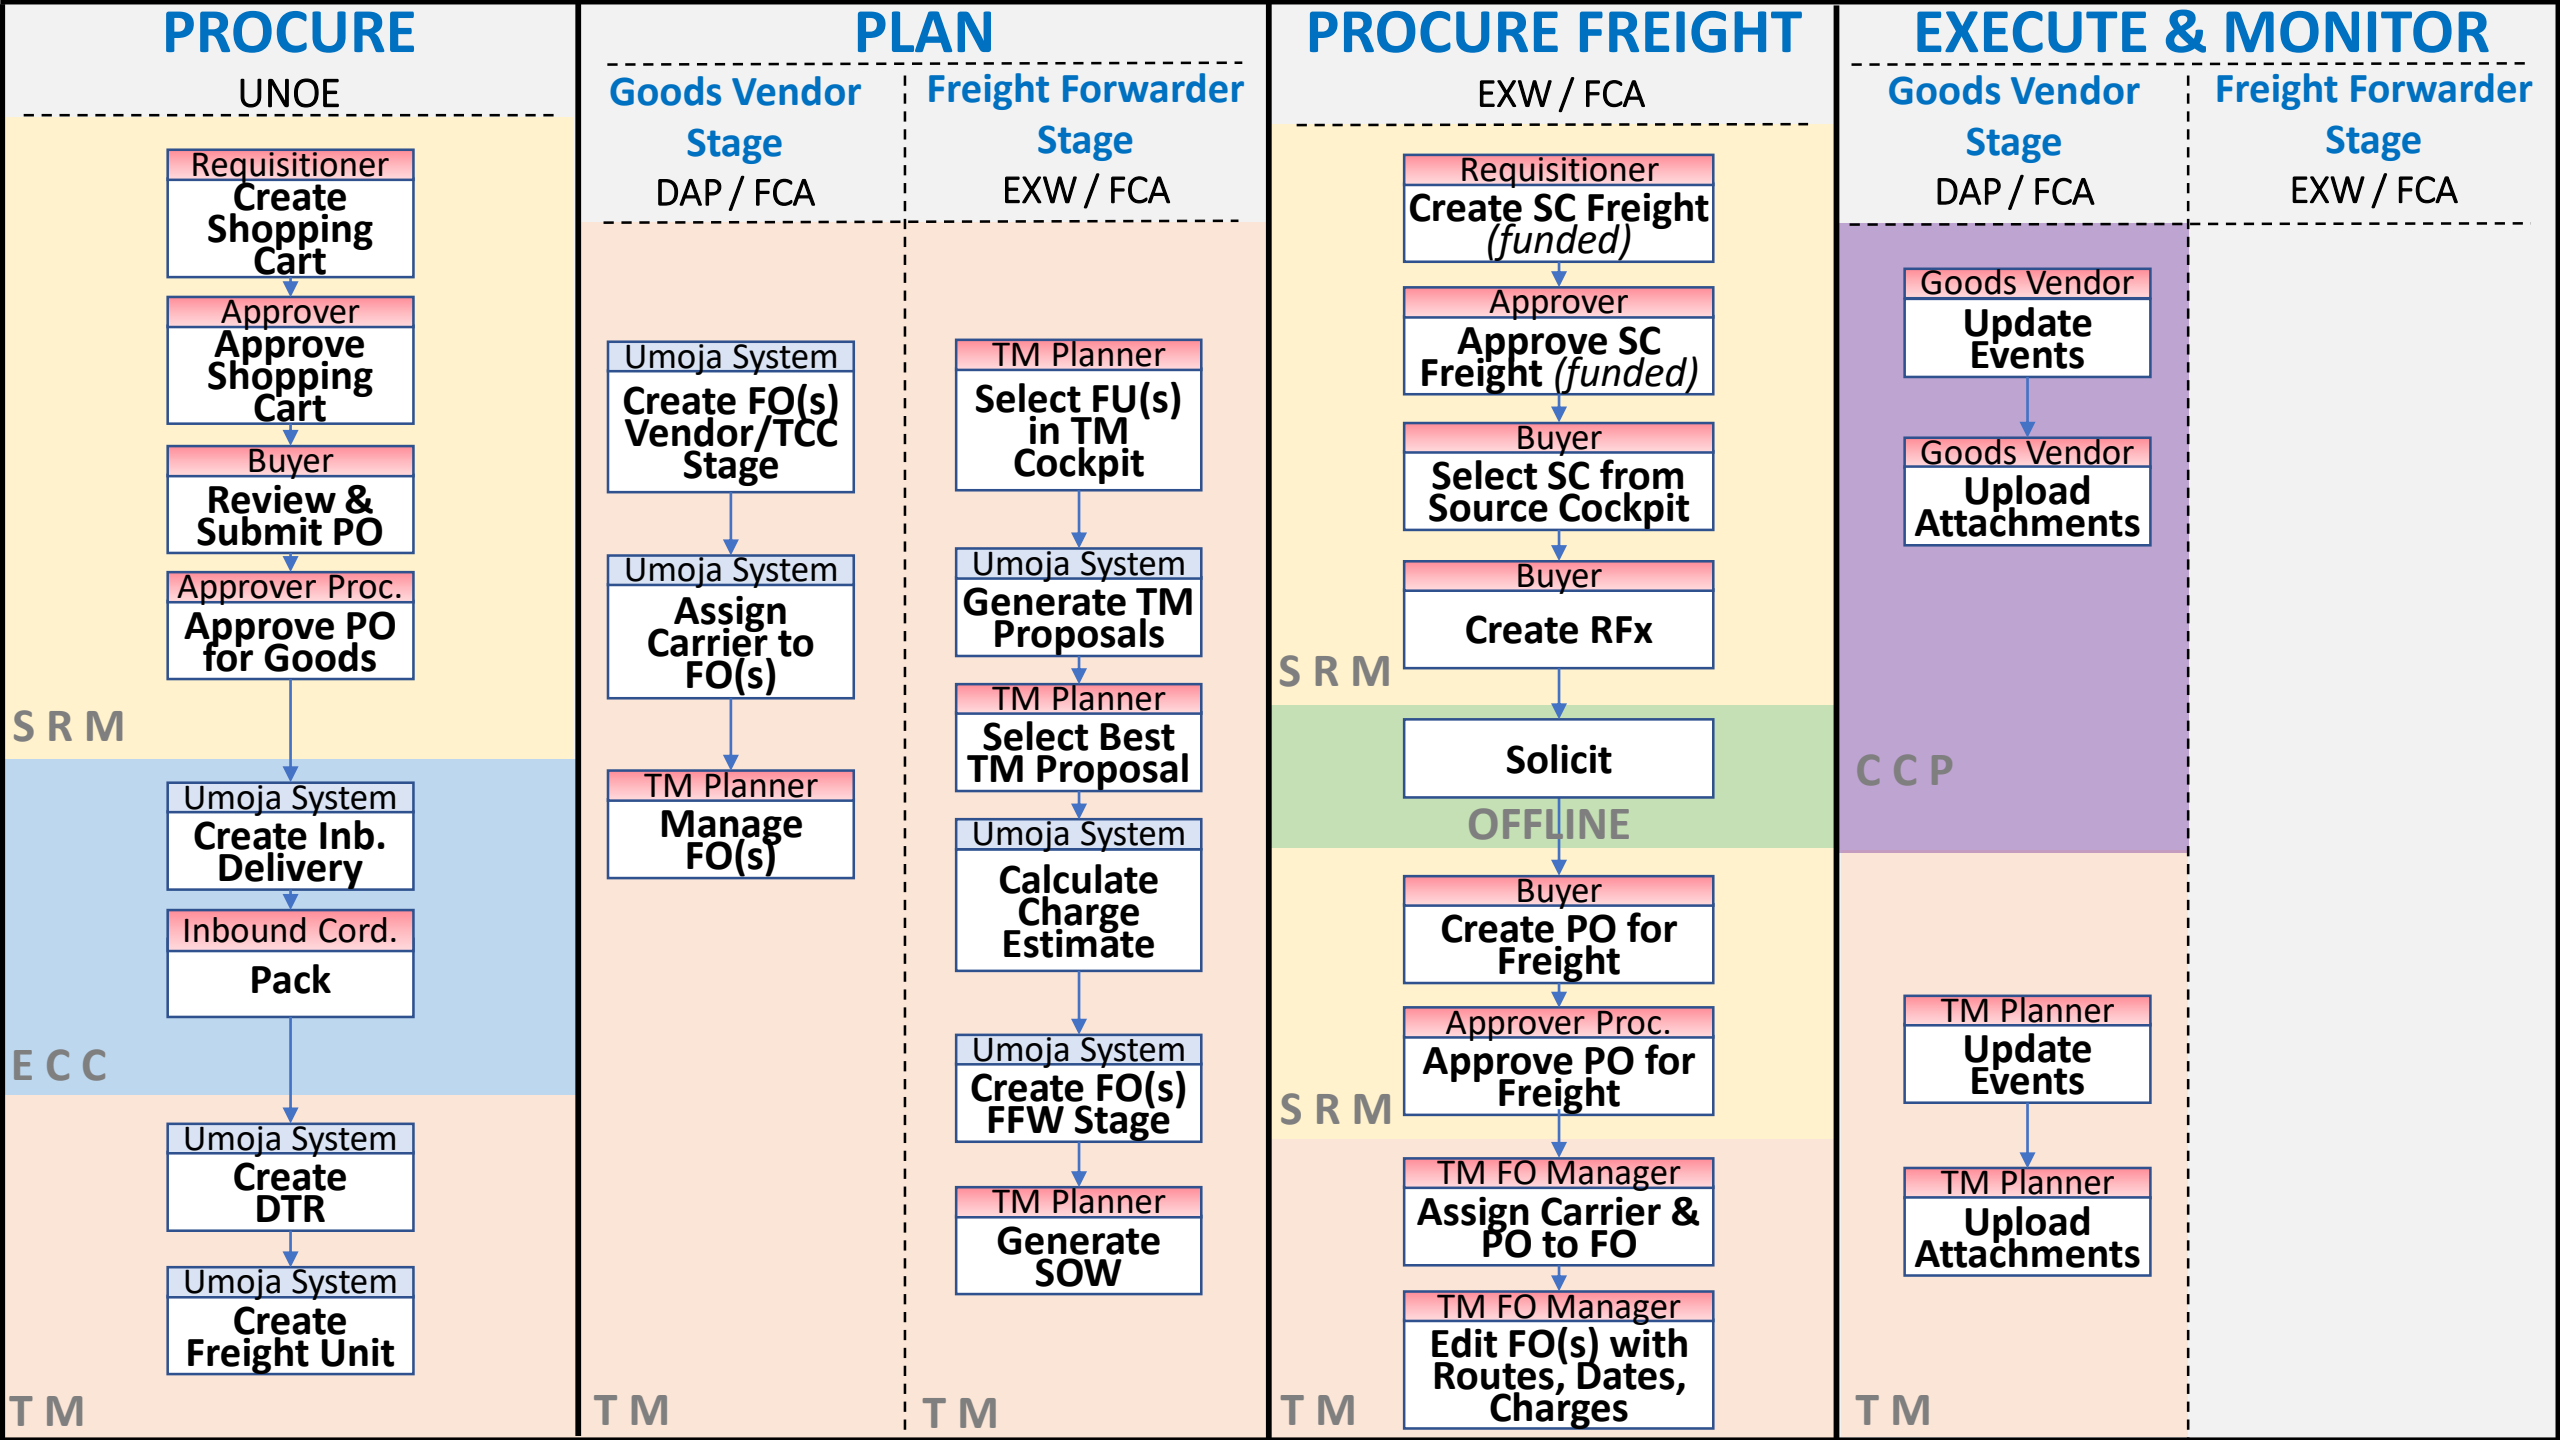 PROCURE
UNOE
Requisitioner
Create
Shopping
Cart
Approver
Approve
Shopping
Cart
Buyer
Review &
Submit PO
Approver Proc.
Approve PO
for Goods
S R M
Umoja System
Create Inb.
Delivery
Inbound Cord.
Pack
E C C
Umoja System
Create
DTR
Umoja System
Create
Freight Unit
T M
PLAN
Goods Vendor
Stage
DAP / FCA
Umoja System
Create FO(s)
Vendor/TCC
Stage
Umoja System
Assign
Carrier to
FO(s)
TM Planner
Manage
FO(s)
T M
Freight Forwarder
Stage
EXW / FCA
TM Planner
Select FU(s)
in TM
Cockpit
Umoja System
Generate TM
Proposals
TM Planner
Select Best
TM Proposal
Umoja System
Calculate
Charge
Estimate
Umoja System
Create FO(s)
FFW Stage
TM Planner
Generate
SOW
T M
PROCURE FREIGHT
EXW / FCA
Requisitioner
Create SC Freight
(funded)
Approver
Approve SC
Freight (funded)
Buyer
Select SC from
Source Cockpit
Buyer
Create RFx
S R M
Solicit
OFFLINE
Buyer
Create PO for
Freight
Approver Proc.
Approve PO for
Freight
S R M
TM FO Manager
Assign Carrier &
PO to FO
TM FO Manager
Edit FO(s) with
Routes, Dates,
Charges
T M
EXECUTE & MONITOR
Goods Vendor
Stage
DAP / FCA
Goods Vendor
Update
Events
Goods Vendor
Upload
Attachments
C C P
TM Planner
Update
Events
TM Planner
Upload
Attachments
T M
Freight Forwarder
Stage
EXW / FCA